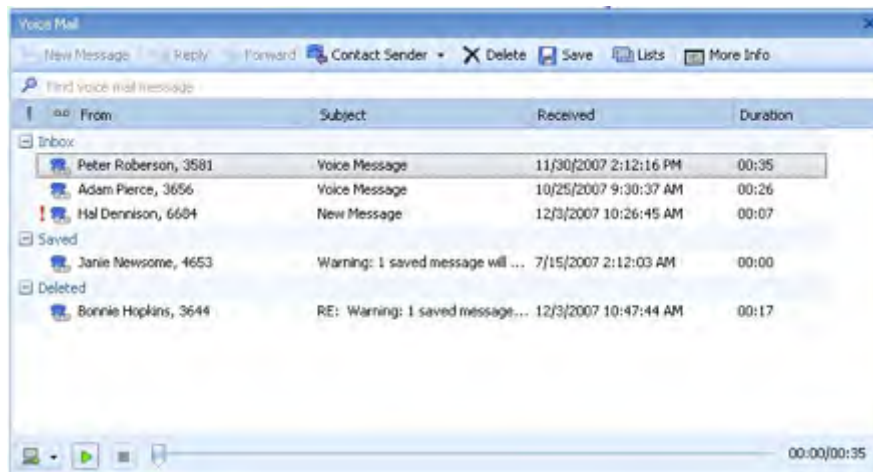 Voice Mail
New Message Reply Forward Contact Sender Delete Save Lists More Info
Find voice mail message
From Subject Received Duration
Inbox
Peter Roberson, 3581 Voice Message 11/30/2007 2:12:16 PM 00:35
Adam Pierce, 3656 Voice Message 10/25/2007 9:30:37 AM 00:26
! Hal Dennison, 6684 New Message 12/3/2007 10:26:45 AM 00:07
Saved
Janie Newsome, 4653 Warning: 1 saved message will ... 7/15/2007 2:12:03 AM 00:00
Deleted
Bonnie Hopkins, 3644 RE: Warning: 1 saved message... 12/3/2007 10:47:44 AM 00:17
00:00/00:35